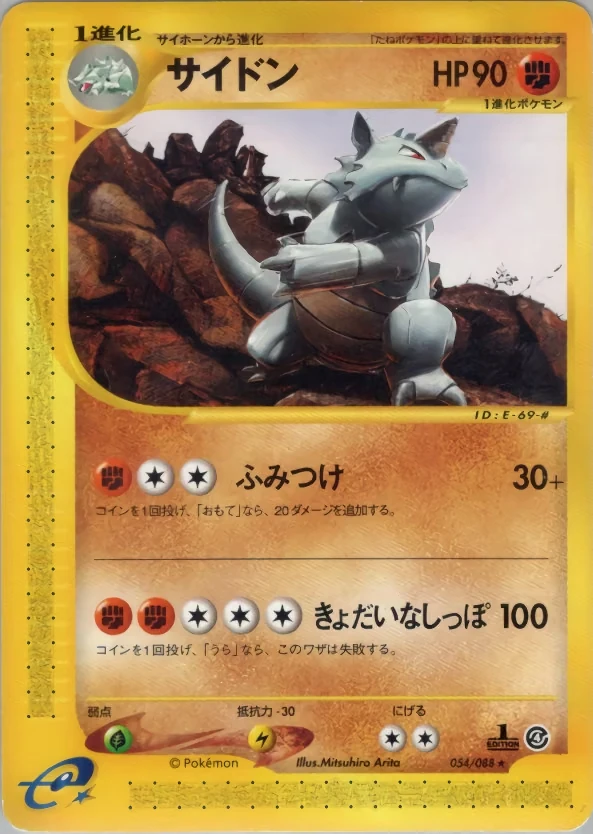 1進化
サイホーンから進化
「たねポケモン」の上に重ねて進化させます。
サイドン
HP90
1進化ポケモン
ID:E-69-#
ふみつけ 30+
コインを1回投げ、「おもて」なら、20ダメージを追加する。
きょだいなしっぽ 100
コインを1回投げ、「うら」なら、このワザは失敗する。
弱点 抵抗力-30 にげる
1 EDITION
© Pokémon Illus.Mitsuhiro Arita 054/088★
e